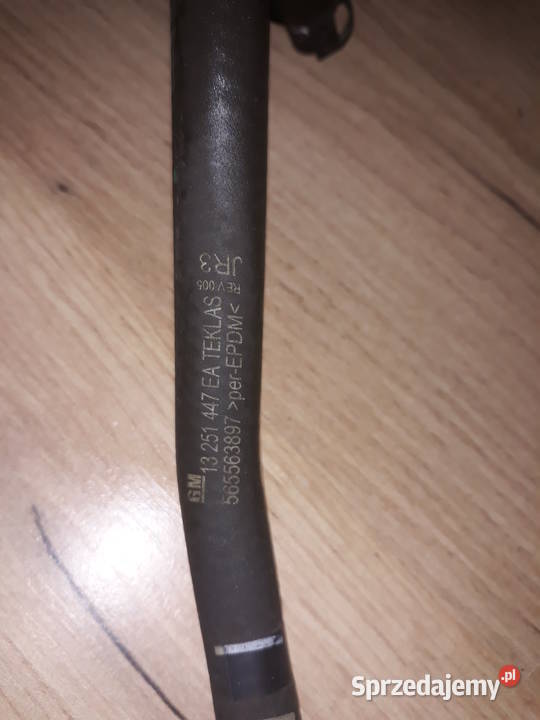 GM 13 251 447 EA TEKLAS
REV 005
JR3
565563897 >per-EPDM<
Sprzedajemy.pl